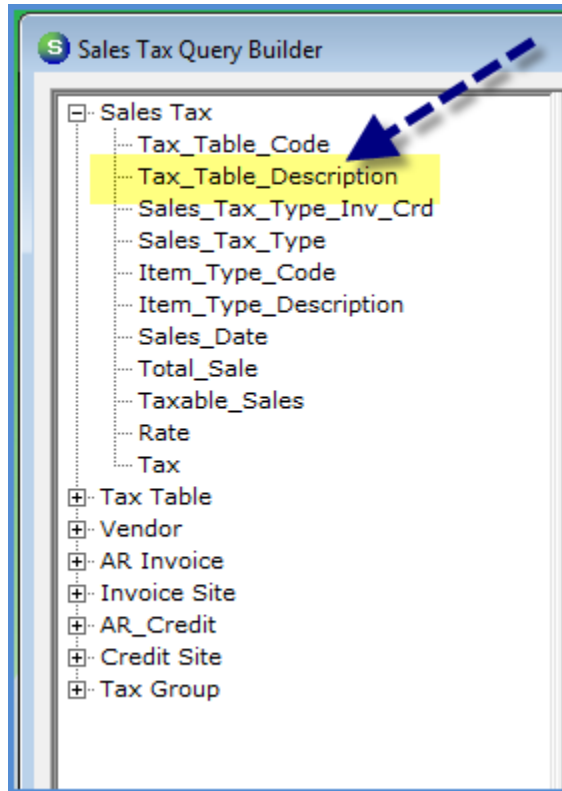 S Sales Tax Query Builder
Sales Tax
Tax_Table_Code
Tax_Table_Description
Sales_Tax_Type_Inv_Crd
Sales_Tax_Type
Item_Type_Code
Item_Type_Description
Sales_Date
Total_Sale
Taxable_Sales
Rate
Tax
Tax Table
Vendor
AR Invoice
Invoice Site
AR_Credit
Credit Site
Tax Group